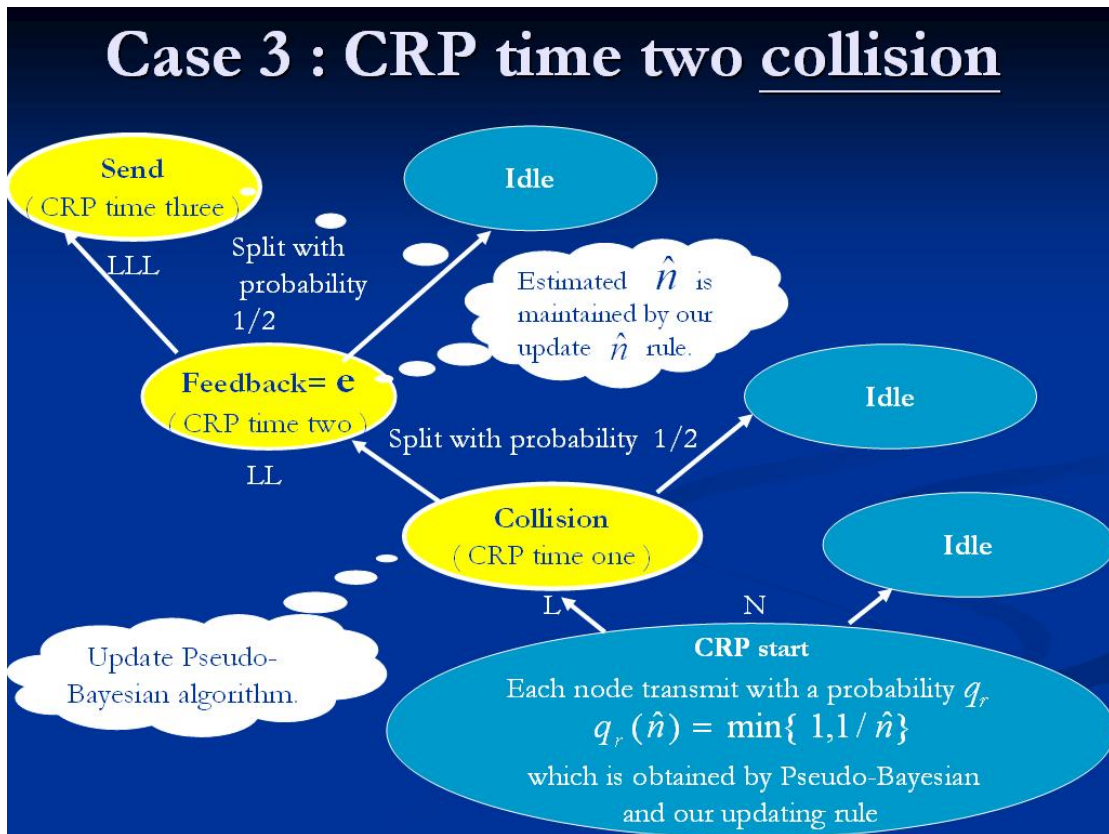 Case 3 : CRP time two collision
Send
( CRP time three )
Idle
LLL
Split with
probability
1/2
Estimated n̂ is
maintained by our
update n̂ rule.
Feedback= e
( CRP time two )
Idle
Split with probability 1/2
LL
Collision
( CRP time one )
Idle
L
N
Update Pseudo-
Bayesian algorithm.
CRP start
Each node transmit with a probability qᵣ
qᵣ (n̂) = min{ 1,1/ n̂}
which is obtained by Pseudo-Bayesian
and our updating rule